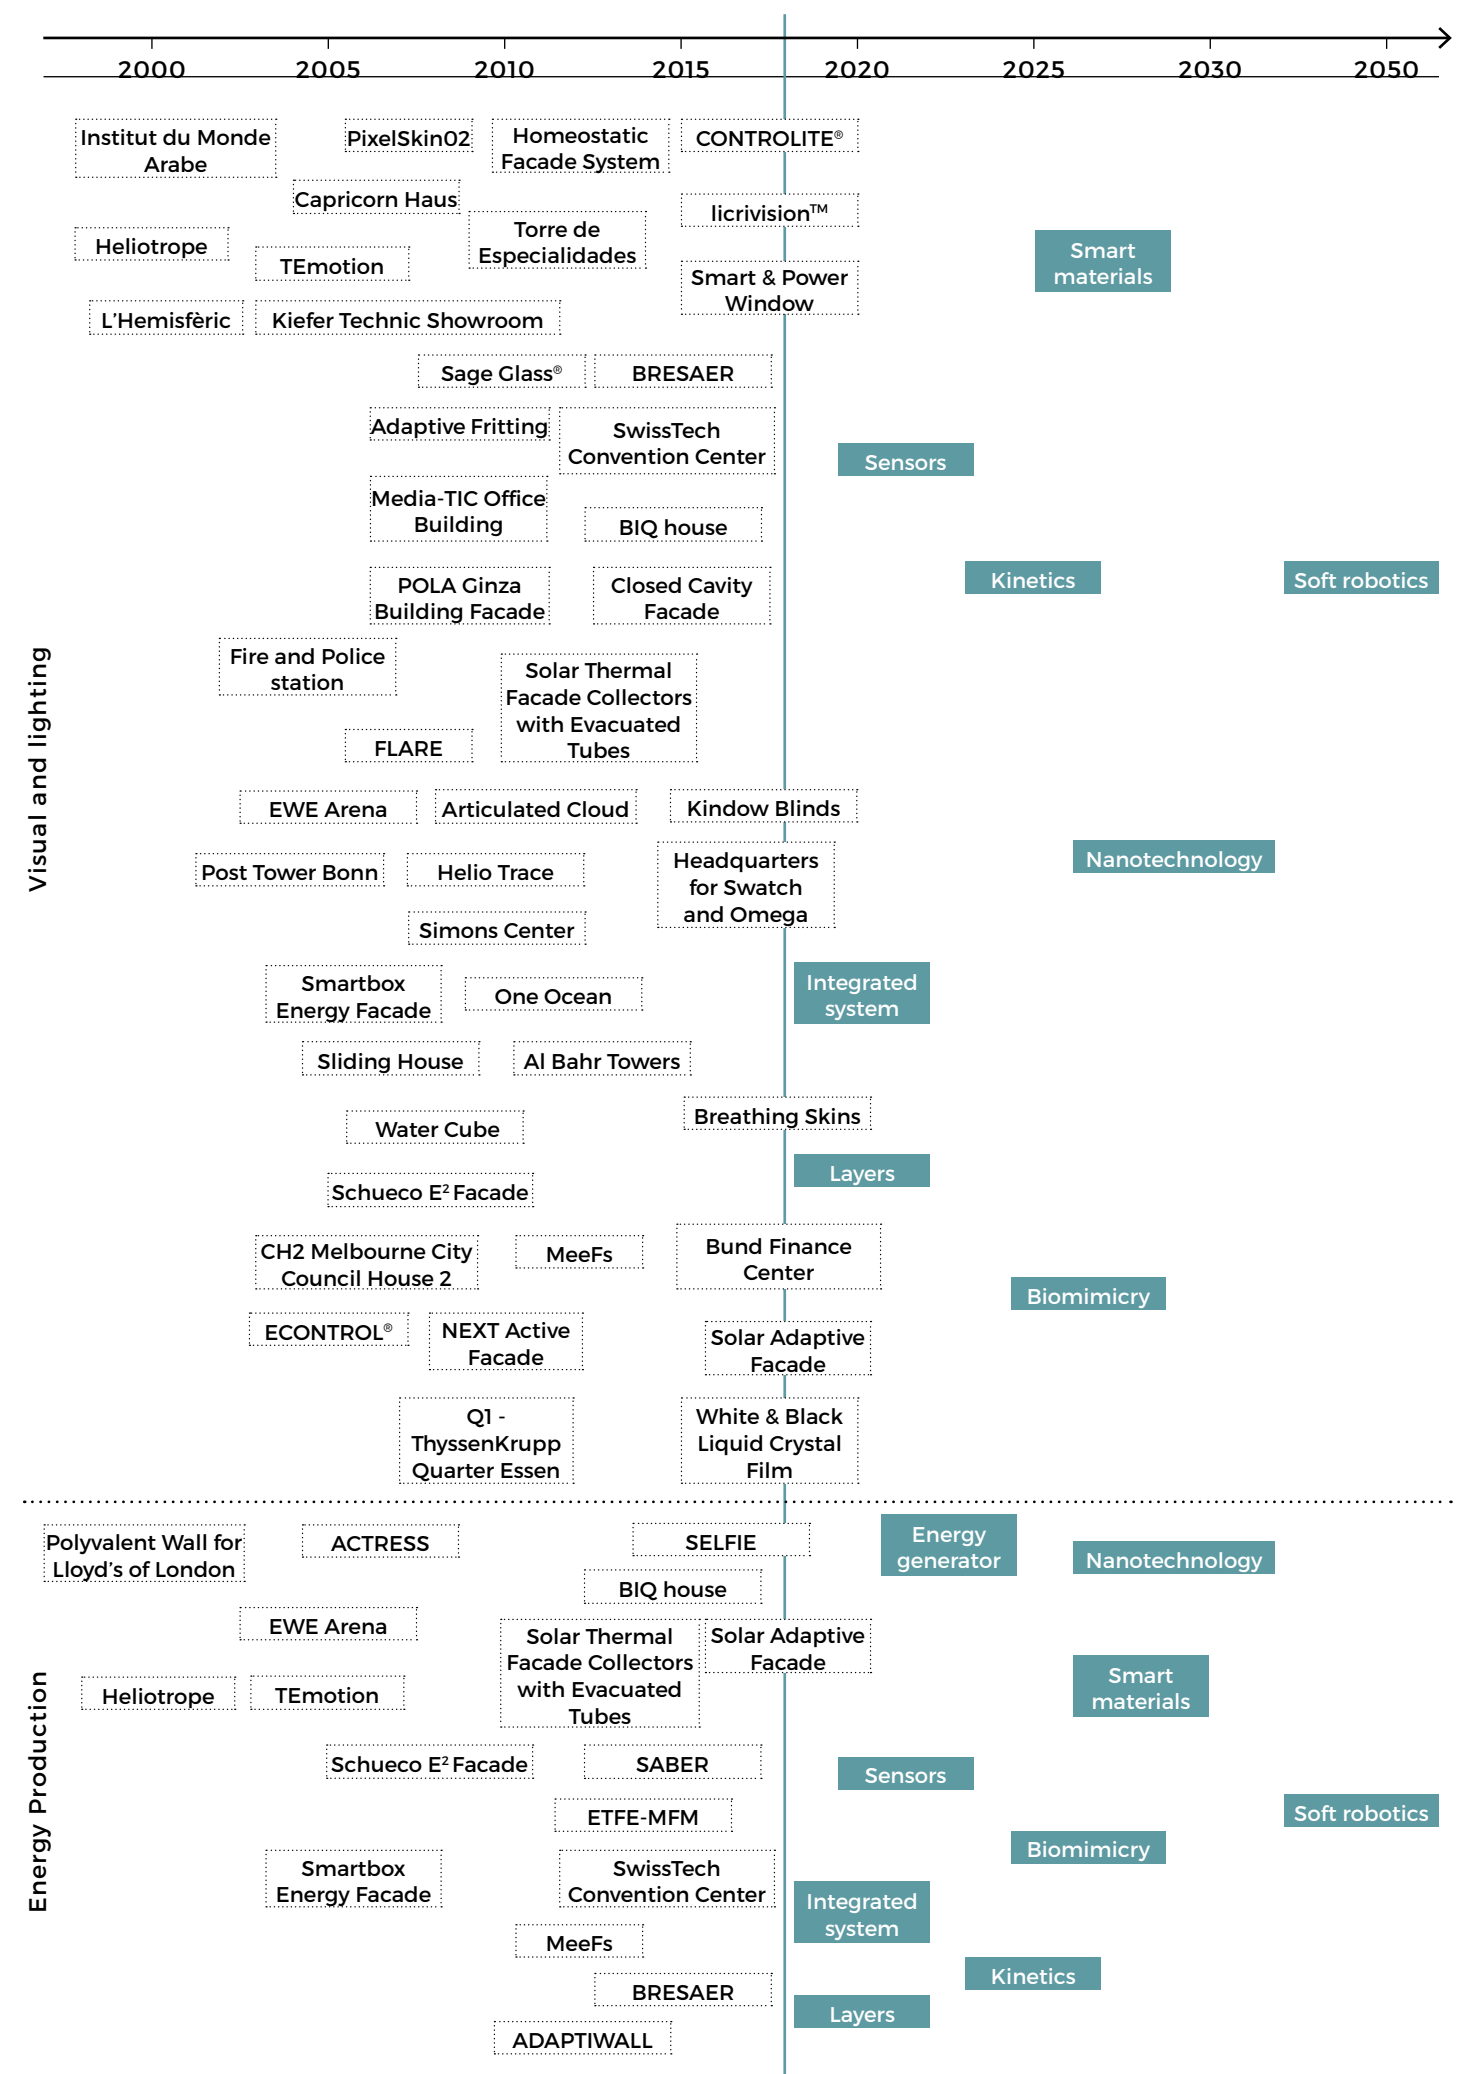 2000 2005 2010 2015 2020 2025 2030 2050
Visual and lighting
Institut du Monde
Arabe
PixelSkin02
Homeostatic
Facade System
CONTROLITE®
Capricorn Haus
licrivision™
Heliotrope
TEmotion
Torre de
Especialidades
Smart & Power
Window
Smart
materials
L'Hemisfèric
Kiefer Technic Showroom
Sage Glass®
BRESAER
Adaptive Fritting
SwissTech
Convention Center
Sensors
Media-TIC Office
Building
BIQ house
POLA Ginza
Building Facade
Closed Cavity
Facade
Kinetics
Soft robotics
Fire and Police
station
Solar Thermal
Facade Collectors
with Evacuated
Tubes
FLARE
EWE Arena
Articulated Cloud
Kindow Blinds
Post Tower Bonn
Helio Trace
Headquarters
for Swatch
and Omega
Nanotechnology
Simons Center
Smartbox
Energy Facade
One Ocean
Integrated
system
Sliding House
Al Bahr Towers
Water Cube
Breathing Skins
Layers
Schueco E² Facade
CH2 Melbourne City
Council House 2
MeeFs
Bund Finance
Center
Biomimicry
ECONTROL®
NEXT Active
Facade
Solar Adaptive
Facade
Q1 -
ThyssenKrupp
Quarter Essen
White & Black
Liquid Crystal
Film
Energy Production
Polyvalent Wall for
Lloyd's of London
ACTRESS
SELFIE
Energy
generator
Nanotechnology
BIQ house
EWE Arena
Solar Thermal
Facade Collectors
with Evacuated
Tubes
Solar Adaptive
Facade
Heliotrope
TEmotion
Smart
materials
Schueco E² Facade
SABER
Sensors
ETFE-MFM
Soft robotics
Smartbox
Energy Facade
SwissTech
Convention Center
Biomimicry
Integrated
system
MeeFs
Kinetics
BRESAER
Layers
ADAPTIWALL